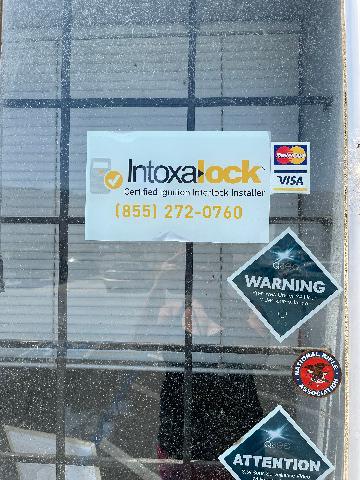 Intoxalock
Certified Ignition Interlock Installer
(855) 272-0760
MasterCard
VISA
WARNING
NATIONAL RIFLE
ASSOCIATION
ATTENTION